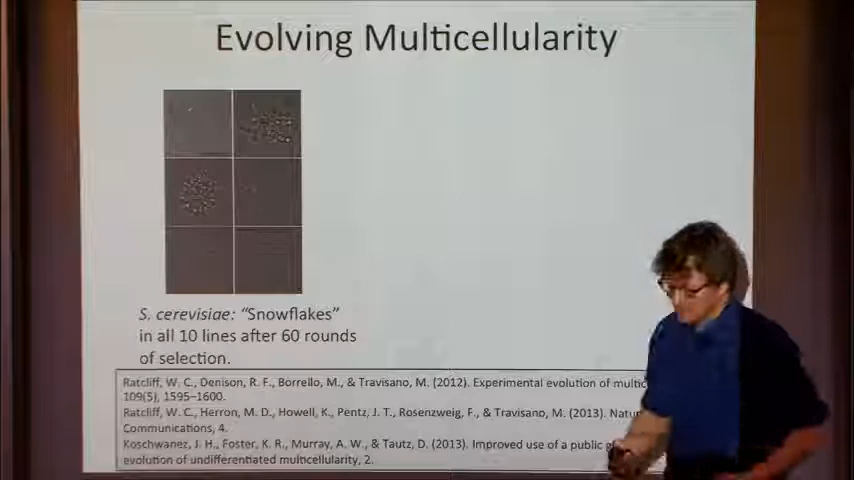 Evolving Multicellularity
S. cerevisiae: "Snowflakes"
in all 10 lines after 60 rounds
of selection.
Ratcliff, W. C., Denison, R. F., Borrello, M., & Travisano, M. (2012). Experimental evolution of
109(5), 1595–1600.
Ratcliff, W. C., Herron, M. D., Howell, K., Pentz, J. T., Rosenzweig, F., & Travisano, M. (2013).
Communications, 4.
Koschwanez, J. H., Foster, K. R., Murray, A. W., & Tautz, D. (2013). Improved use of a public
evolution of undifferentiated multicellularity, 2.